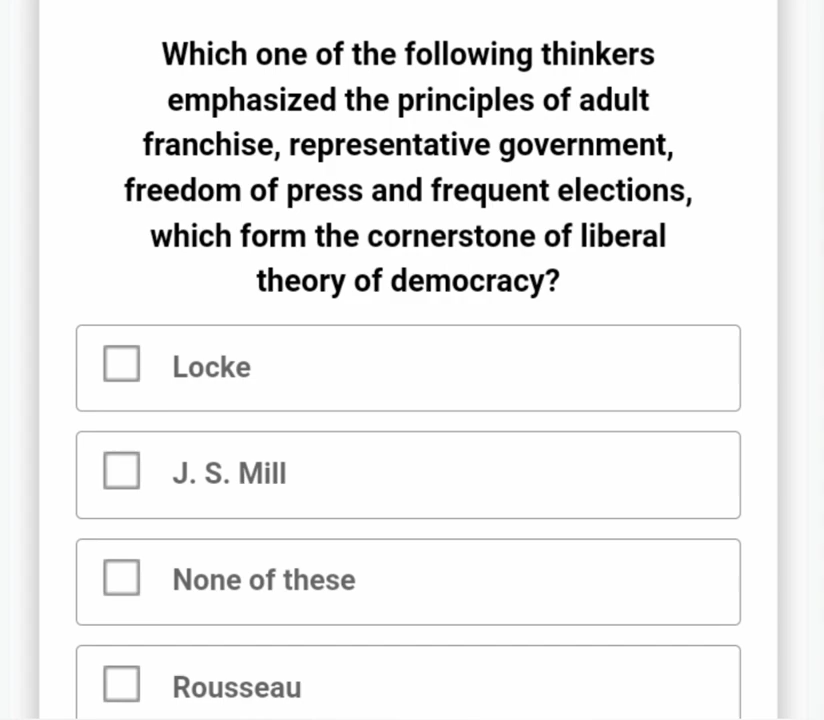 Which one of the following thinkers
emphasized the principles of adult
franchise, representative government,
freedom of press and frequent elections,
which form the cornerstone of liberal
theory of democracy?
Locke
J. S. Mill
None of these
Rousseau